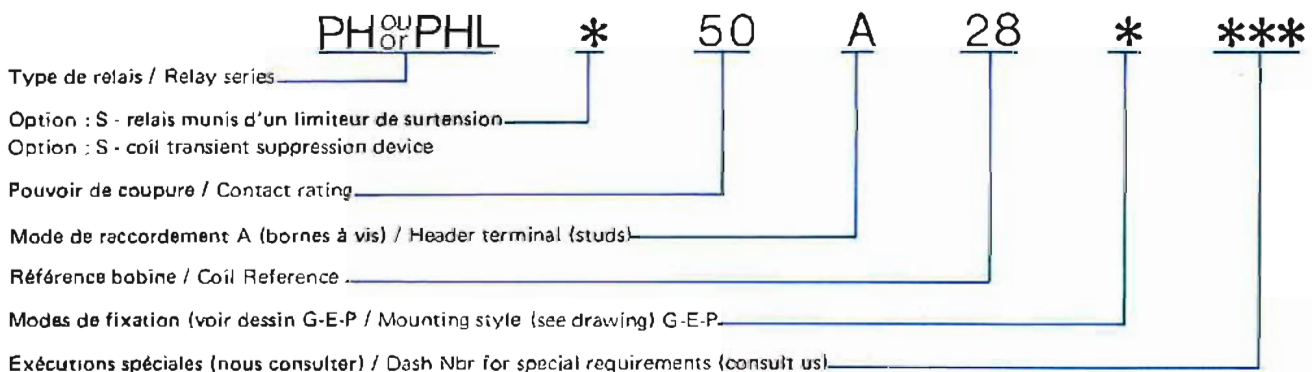 PH ou or PHL * 50 A 28 * ***
Type de relais / Relay series
Option : S - relais munis d'un limiteur de surtension
Option : S - coil transient suppression device
Pouvoir de coupure / Contact rating
Mode de raccordement A (bornes à vis) / Header terminal (studs)
Référence bobine / Coil Reference
Modes de fixation (voir dessin G-E-P / Mounting style (see drawing) G-E-P
Exécutions spéciales (nous consulter) / Dash Nbr for special requirements (consult us)